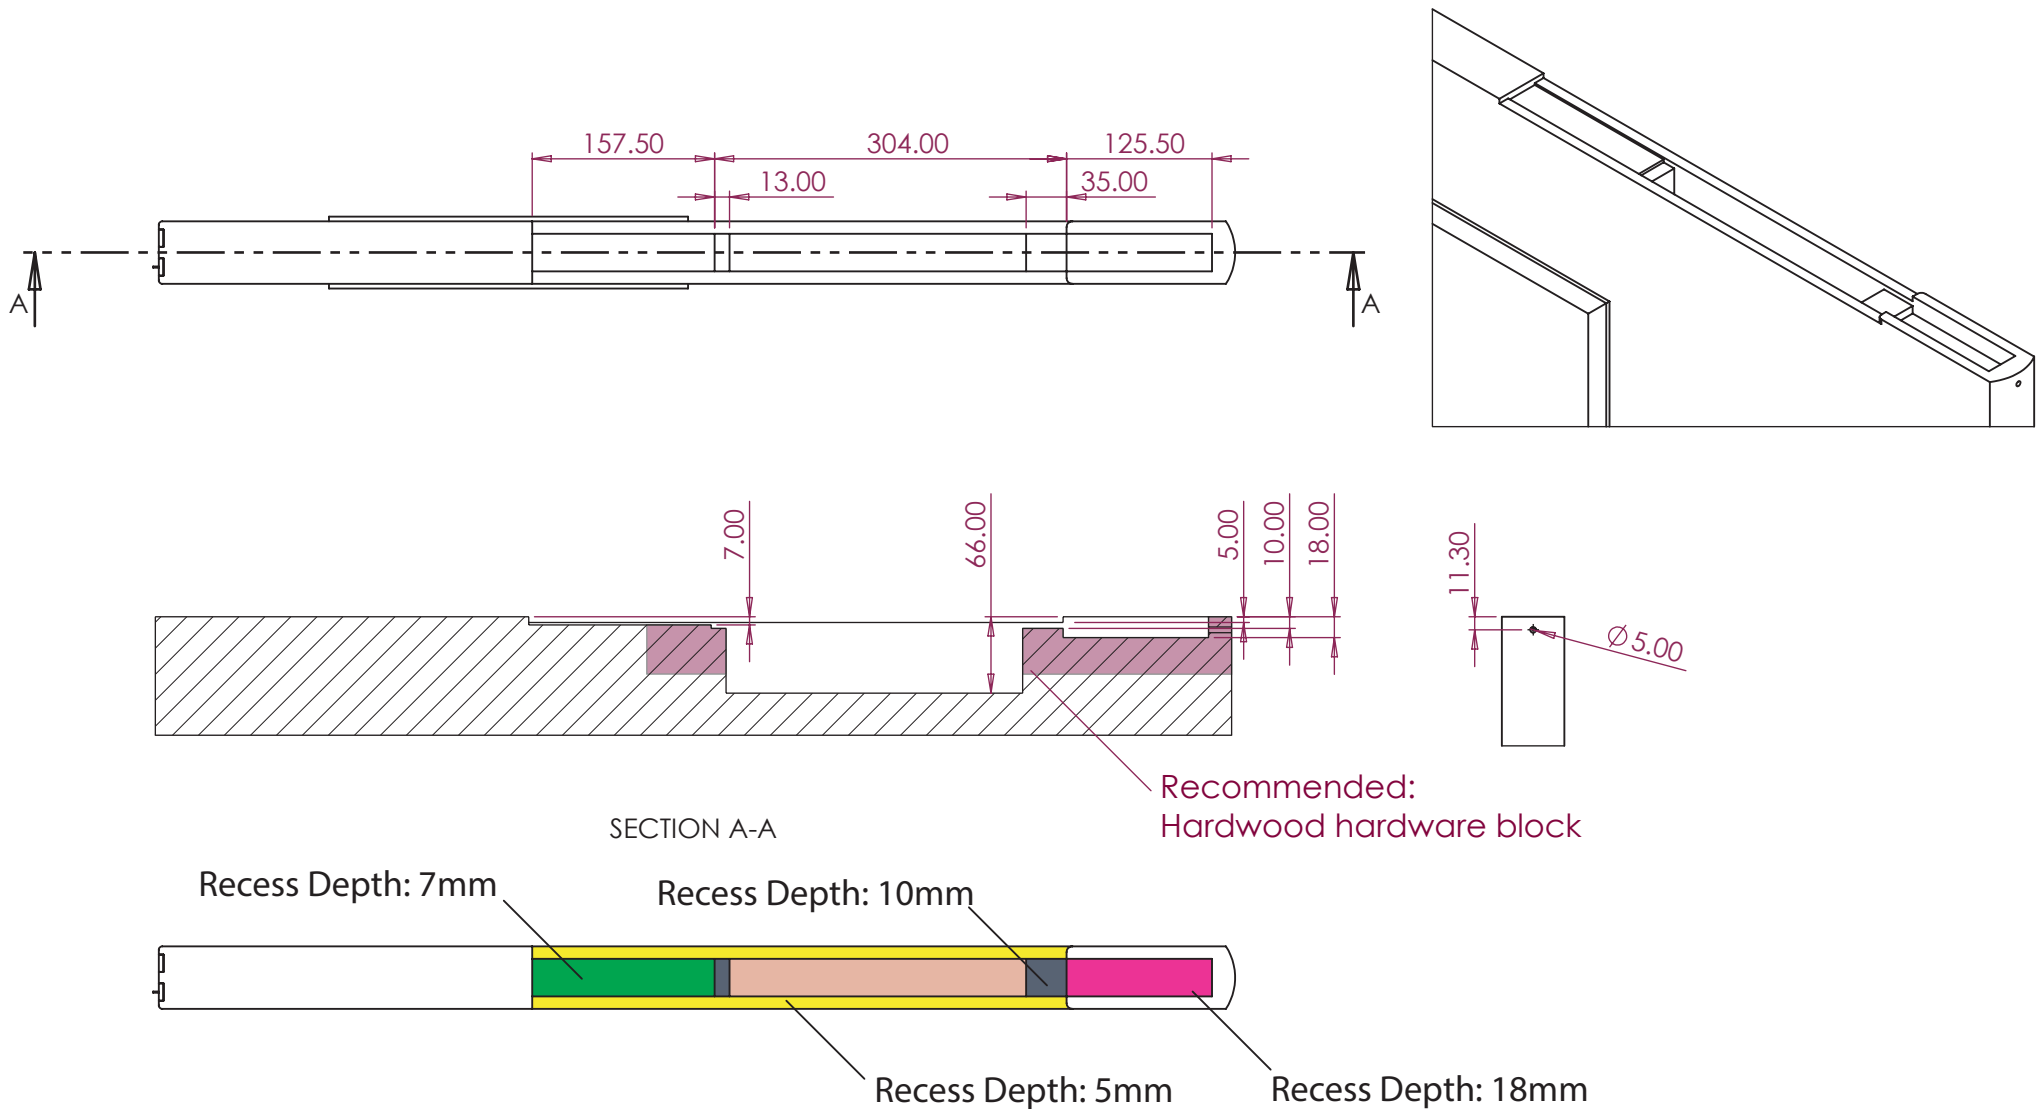 157.50
304.00
125.50
13.00
35.00
A
A
7.00
66.00
5.00
10.00
18.00
11.30
∅5.00
Recommended:
Hardwood hardware block
SECTION A-A
Recess Depth: 7mm
Recess Depth: 10mm
Recess Depth: 5mm
Recess Depth: 18mm